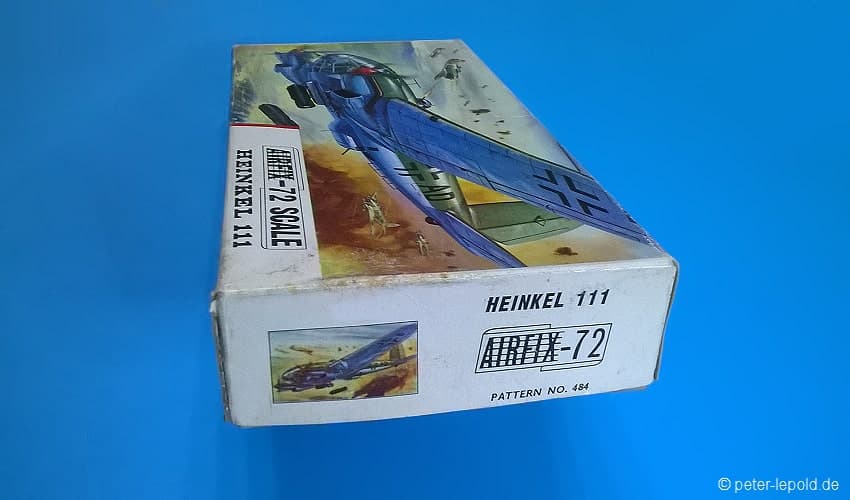 AIRFIX-72 SCALE
HEINKEL 111
HEINKEL 111
AIRFIX-72
PATTERN NO. 484
© peter-lepold.de